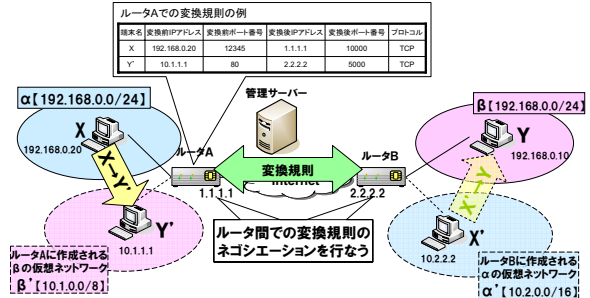 ルータAでの変換規則の例
端末名 変換前IPアドレス 変換前ポート番号 変換後IPアドレス 変換後ポート番号 プロトコル
X 192.168.0.20 12345 1.1.1.1 10000 TCP
Y' 10.1.1.1 80 2.2.2.2 5000 TCP
管理サーバー
α【192.168.0.0/24】
β【192.168.0.0/24】
X
192.168.0.20
Y
192.168.0.10
ルータA
変換規則
ルータB
Internet
1.1.1.1
2.2.2.2
X→Y'
X'→Y
Y'
10.1.1.1
X'
10.2.2.2
ルータ間での変換規則の
ネゴシエーションを行なう
ルータAに作成される
βの仮想ネットワーク
β'【10.1.0.0/8】
ルータBに作成される
αの仮想ネットワーク
α'【10.2.0.0/16】